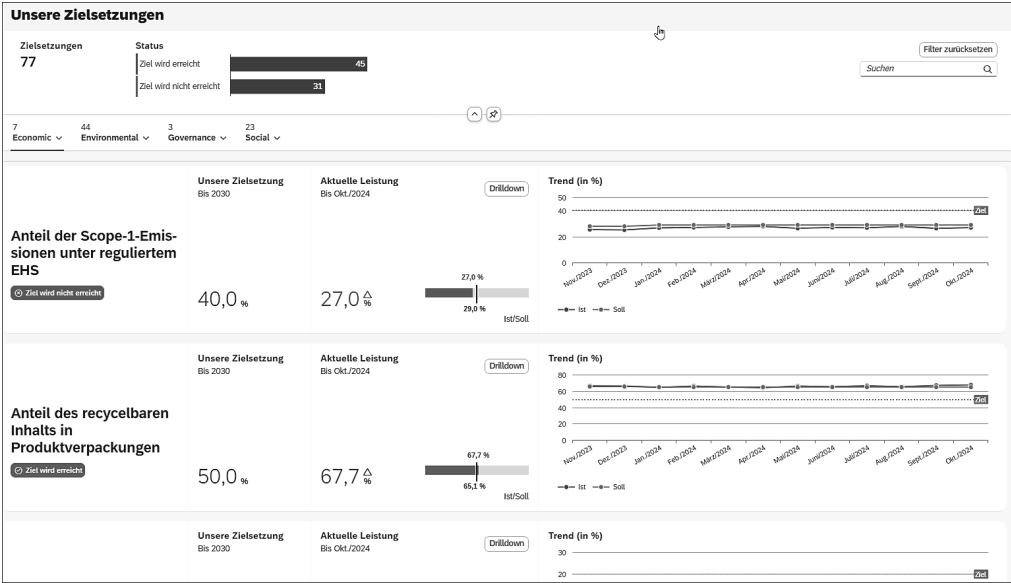 Unsere Zielsetzungen
Zielsetzungen
77
Status
Ziel wird erreicht 45
Ziel wird nicht erreicht 31
Filter zurücksetzen
Suchen
7
Economic
44
Environmental
3
Governance
23
Social
Anteil der Scope-1-Emis-
sionen unter reguliertem
EHS
Ziel wird nicht erreicht
Unsere Zielsetzung
Bis 2030
40,0 %
Aktuelle Leistung
Bis Okt./2024
Drilldown
27,0 %
27,0 %
29,0 %
Ist/Soll
Trend (in %)
50
40
20
0
Ziel
Nov./2023 Dez./2023 Jan./2024 Feb./2024 März/2024 Apr./2024 Mai/2024 Juni/2024 Juli/2024 Aug./2024 Sept./2024 Okt./2024
Ist Soll
Anteil des recycelbaren
Inhalts in
Produktverpackungen
Ziel wird erreicht
Unsere Zielsetzung
Bis 2030
50,0 %
Aktuelle Leistung
Bis Okt./2024
Drilldown
67,7 %
67,7 %
65,1 %
Ist/Soll
Trend (in %)
80
60
40
20
0
Ziel
Nov./2023 Dez./2023 Jan./2024 Feb./2024 März/2024 Apr./2024 Mai/2024 Juni/2024 Juli/2024 Aug./2024 Sept./2024 Okt./2024
Ist Soll
Unsere Zielsetzung
Bis 2030
Aktuelle Leistung
Bis Okt./2024
Drilldown
Trend (in %)
30
20
Ziel